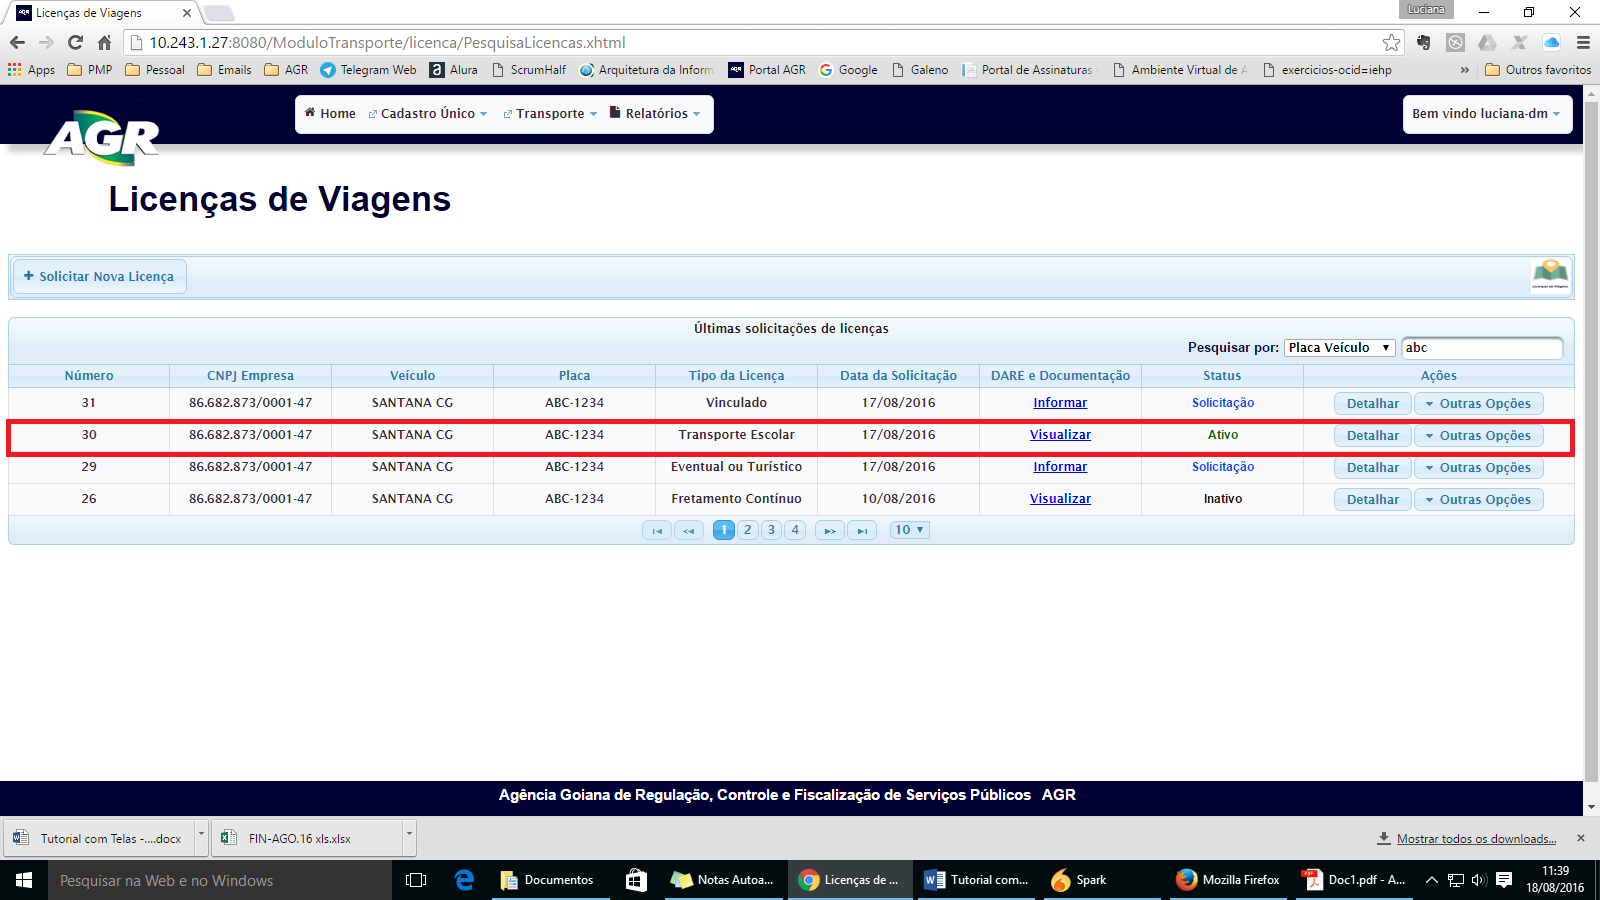 Licenças de Viagens
Luciana
10.243.1.27:8080/ModuloTransporte/licenca/PesquisaLicencas.xhtml
Apps PMP Pessoal Emails AGR Telegram Web Alura ScrumHalf Arquitetura da Inform Portal AGR Google Galeno Portal de Assinaturas Ambiente Virtual de A exercicios-ocid=iehp » Outros favoritos
AGR
Home Cadastro Único Transporte Relatórios
Bem vindo luciana-dm
Licenças de Viagens
+ Solicitar Nova Licença
Últimas solicitações de licenças
Pesquisar por: Placa Veículo abc
Número CNPJ Empresa Veículo Placa Tipo da Licença Data da Solicitação DARE e Documentação Status Ações
31 86.682.873/0001-47 SANTANA CG ABC-1234 Vinculado 17/08/2016 Informar Solicitação Detalhar Outras Opções
30 86.682.873/0001-47 SANTANA CG ABC-1234 Transporte Escolar 17/08/2016 Visualizar Ativo Detalhar Outras Opções
29 86.682.873/0001-47 SANTANA CG ABC-1234 Eventual ou Turístico 17/08/2016 Informar Solicitação Detalhar Outras Opções
26 86.682.873/0001-47 SANTANA CG ABC-1234 Fretamento Contínuo 10/08/2016 Visualizar Inativo Detalhar Outras Opções
1 2 3 4 10
Agência Goiana de Regulação, Controle e Fiscalização de Serviços Públicos AGR
Tutorial com Telas -....docx FIN-AGO.16 xls.xlsx Mostrar todos os downloads...
Pesquisar na Web e no Windows Documentos Notas Autoa... Licenças de ... Tutorial com... Spark Mozilla Firefox Doc1.pdf - A...
11:39
18/08/2016